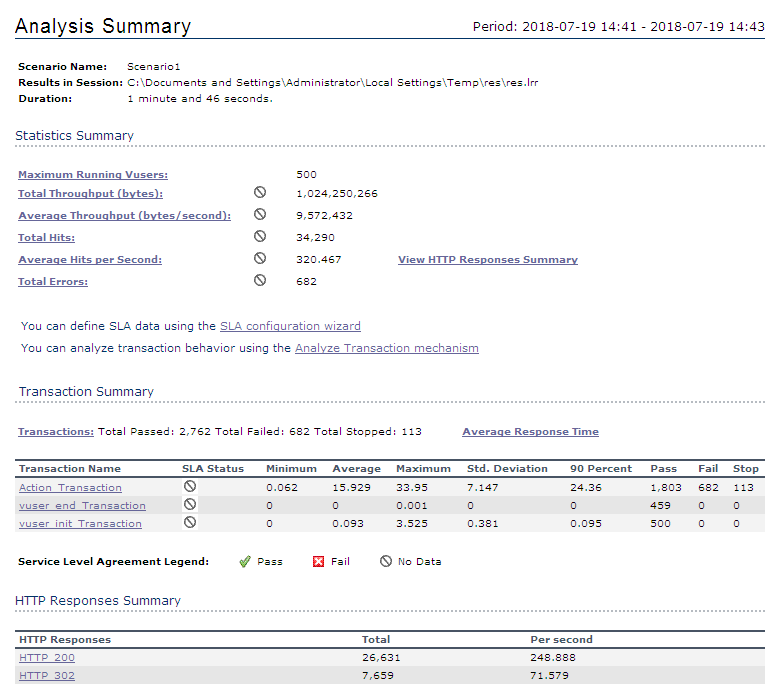 Analysis Summary Period: 2018-07-19 14:41 - 2018-07-19 14:43
Scenario Name: Scenario1
Results in Session: C:\Documents and Settings\Administrator\Local Settings\Temp\res\res.lrr
Duration: 1 minute and 46 seconds.
Statistics Summary
Maximum Running Vusers: 500
Total Throughput (bytes): 1,024,250,266
Average Throughput (bytes/second): 9,572,432
Total Hits: 34,290
Average Hits per Second: 320.467 View HTTP Responses Summary
Total Errors: 682
You can define SLA data using the SLA configuration wizard
You can analyze transaction behavior using the Analyze Transaction mechanism
Transaction Summary
Transactions: Total Passed: 2,762 Total Failed: 682 Total Stopped: 113 Average Response Time
Transaction Name SLA Status Minimum Average Maximum Std. Deviation 90 Percent Pass Fail Stop
Action_Transaction 0.062 15.929 33.95 7.147 24.36 1,803 682 113
vuser_end_Transaction 0 0 0.001 0 0 459 0 0
vuser_init_Transaction 0 0.093 3.525 0.381 0.095 500 0 0
Service Level Agreement Legend: Pass Fail No Data
HTTP Responses Summary
HTTP Responses Total Per second
HTTP_200 26,631 248.888
HTTP_302 7,659 71.579